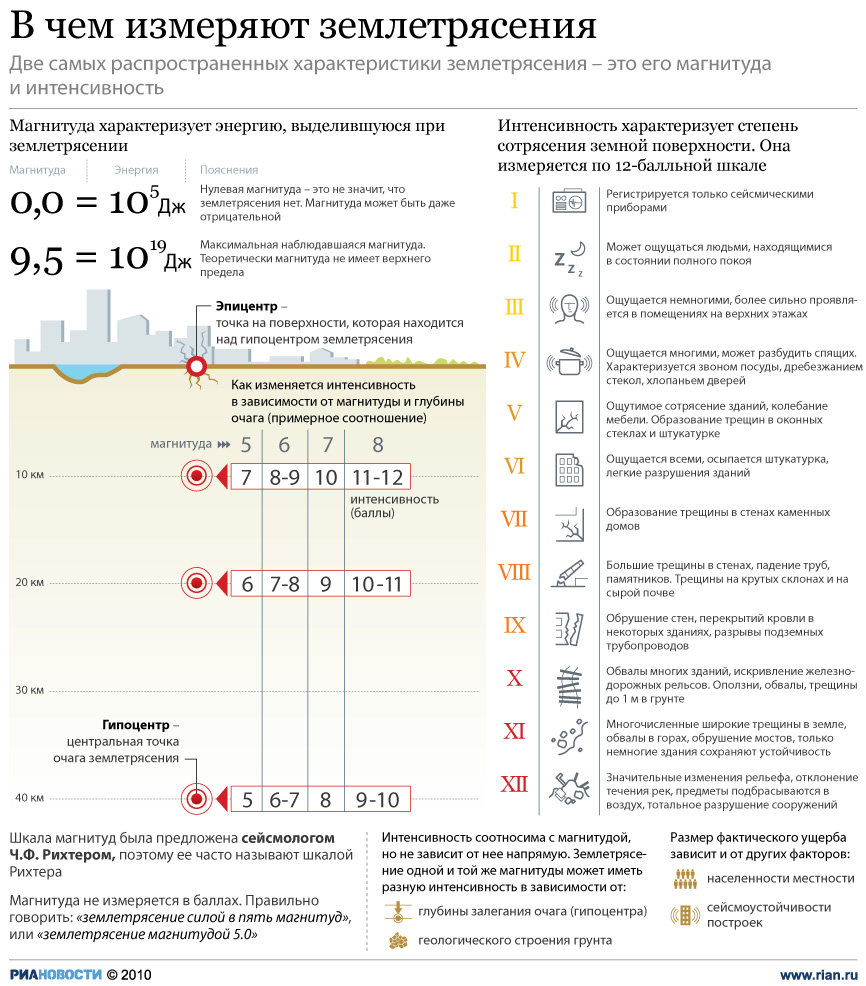 В чем измеряют землетрясения
Две самых распространенных характеристики землетрясения – это его магнитуда
и интенсивность
Магнитуда характеризует энергию, выделившуюся при
землетрясении
Магнитуда Энергия Пояснения
0,0 = 10⁵ Дж
Нулевая магнитуда – это не значит, что
землетрясения нет. Магнитуда может быть даже
отрицательной
9,5 = 10¹⁹ Дж
Максимальная наблюдавшаяся магнитуда.
Теоретически магнитуда не имеет верхнего
предела
Эпицентр –
точка на поверхности, которая находится
над гипоцентром землетрясения
Как изменяется интенсивность
в зависимости от магнитуды и глубины
очага (примерное соотношение)
магнитуда 5 6 7 8
10 км 7 8-9 10 11-12
интенсивность
(баллы)
20 км 6 7-8 9 10-11
30 км
Гипоцентр –
центральная точка
очага землетрясения
40 км 5 6-7 8 9-10
Интенсивность характеризует степень
сотрясения земной поверхности. Она
измеряется по 12-балльной шкале
I
Регистрируется только сейсмическими
приборами
II
z z z
Может ощущаться людьми, находящимися
в состоянии полного покоя
III
Ощущается немногими, более сильно проявля-
ется в помещениях на верхних этажах
IV
Ощущается многими, может разбудить спящих.
Характеризуется звоном посуды, дребезжанием
стекол, хлопаньем дверей
V
Ощутимое сотрясение зданий, колебание
мебели. Образование трещин в оконных
стеклах и штукатурке
VI
Ощущается всеми, осыпается штукатурка,
легкие разрушения зданий
VII
Образование трещины в стенах каменных
домов
VIII
Большие трещины в стенах, падение труб,
памятников. Трещины на крутых склонах и на
сырой почве
IX
Обрушение стен, перекрытий кровли в
некоторых зданиях, разрывы подземных
трубопроводов
X
Обвалы многих зданий, искривление железно-
дорожных рельсов. Оползни, обвалы, трещины
до 1 м в грунте
XI
Многочисленные широкие трещины в земле,
обвалы в горах, обрушение мостов, только
немногие здания сохраняют устойчивость
XII
Значительные изменения рельефа, отклонение
течения рек, предметы подбрасываются в
воздух, тотальное разрушение сооружений
Шкала магнитуд была предложена сейсмологом
Ч.Ф. Рихтером, поэтому ее часто называют шкалой
Рихтера
Магнитуда не измеряется в баллах. Правильно
говорить: «землетрясение силой в пять магнитуд»,
или «землетрясение магнитудой 5.0»
Интенсивность соотносима с магнитудой,
но не зависит от нее напрямую. Землетрясе-
ние одной и той же магнитуды может иметь
разную интенсивность в зависимости от:
глубины залегания очага (гипоцентра)
геологического строения грунта
Размер фактического ущерба
зависит и от других факторов:
населенности местности
сейсмоустойчивости
построек
РИАНОВОСТИ © 2010
www.rian.ru